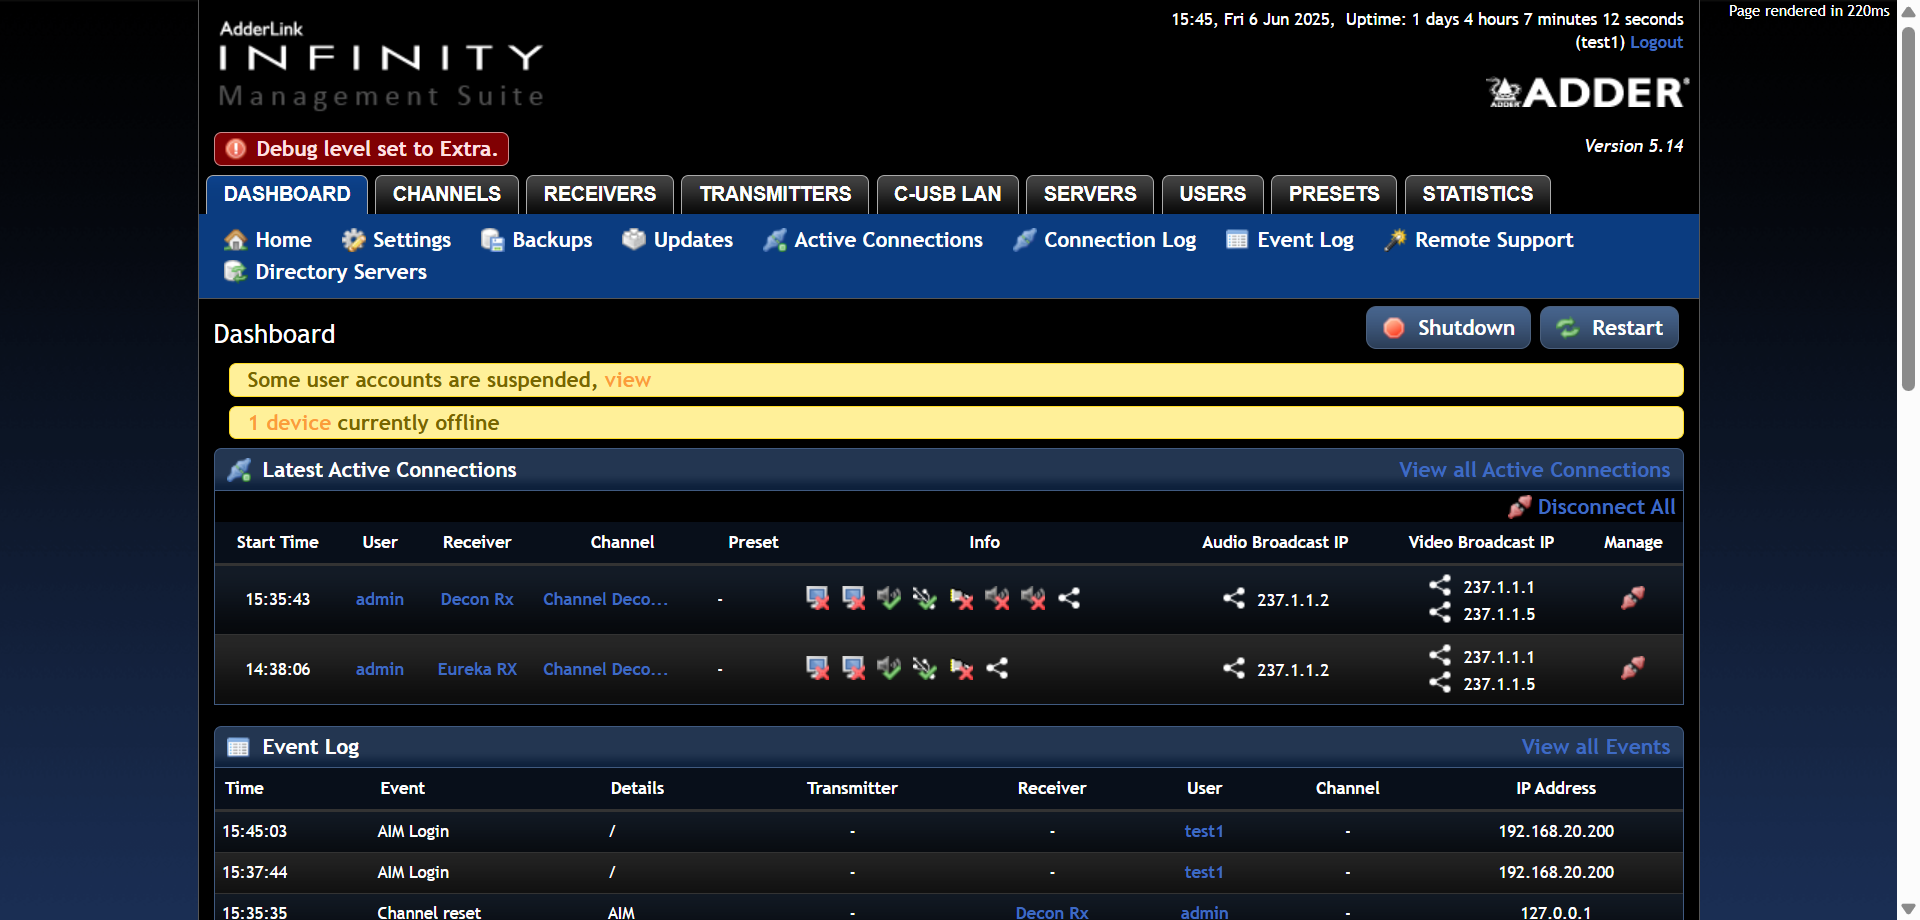 Page rendered in 220ms
15:45, Fri 6 Jun 2025, Uptime: 1 days 4 hours 7 minutes 12 seconds
(test1) Logout
AdderLink
INFINITY
Management Suite
ADDER
ADDER®
Debug level set to Extra.
Version 5.14
DASHBOARD CHANNELS RECEIVERS TRANSMITTERS C-USB LAN SERVERS USERS PRESETS STATISTICS
Home Settings Backups Updates Active Connections Connection Log Event Log Remote Support
Directory Servers
Dashboard Shutdown Restart
Some user accounts are suspended, view
1 device currently offline
Latest Active Connections View all Active Connections
Disconnect All
Start Time User Receiver Channel Preset Info Audio Broadcast IP Video Broadcast IP Manage
15:35:43 admin Decon Rx Channel Deco... - 237.1.1.2 237.1.1.1
237.1.1.5
14:38:06 admin Eureka RX Channel Deco... - 237.1.1.2 237.1.1.1
237.1.1.5
Event Log View all Events
Time Event Details Transmitter Receiver User Channel IP Address
15:45:03 AIM Login / - - test1 - 192.168.20.200
15:37:44 AIM Login / - - test1 - 192.168.20.200
15:35:35 Channel reset AIM - Decon Rx admin - 127.0.0.1